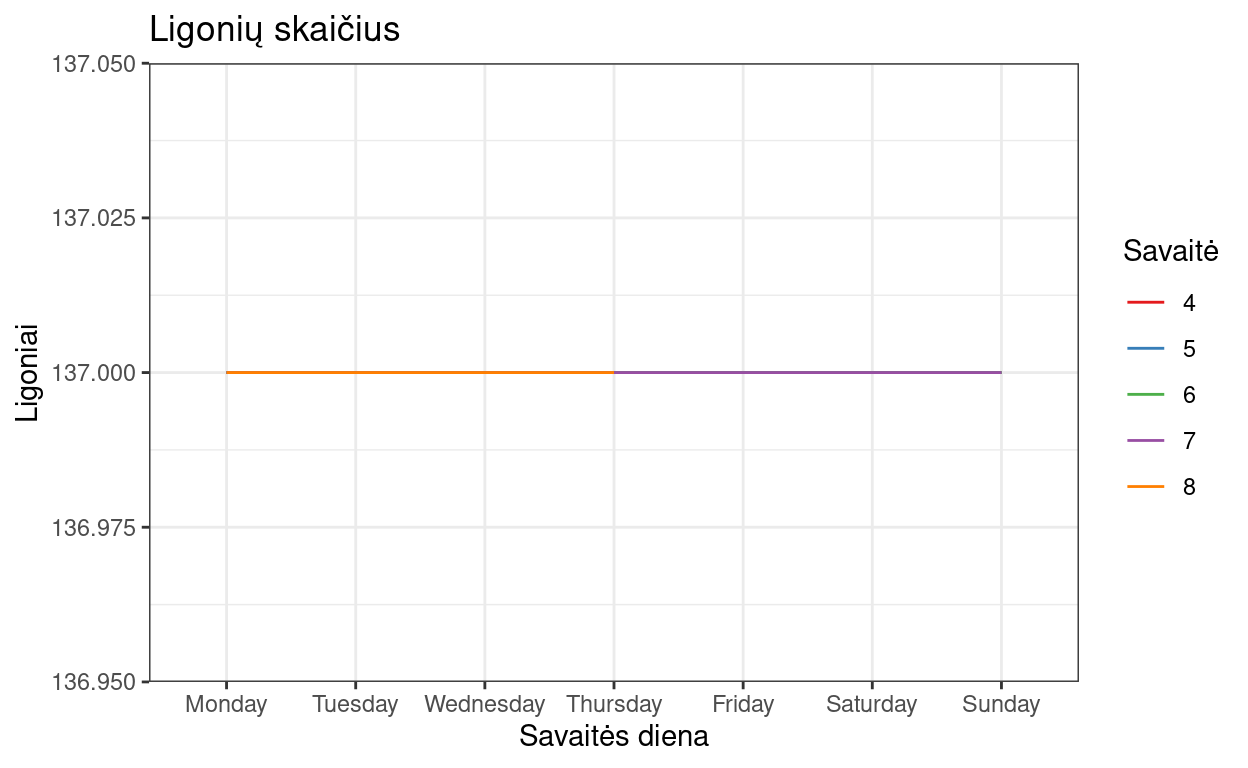 Ligonių skaičius
137.050
137.025
137.000
136.975
136.950
Ligoniai
Monday Tuesday Wednesday Thursday Friday Saturday Sunday
Savaitės diena
Savaitė
4
5
6
7
8